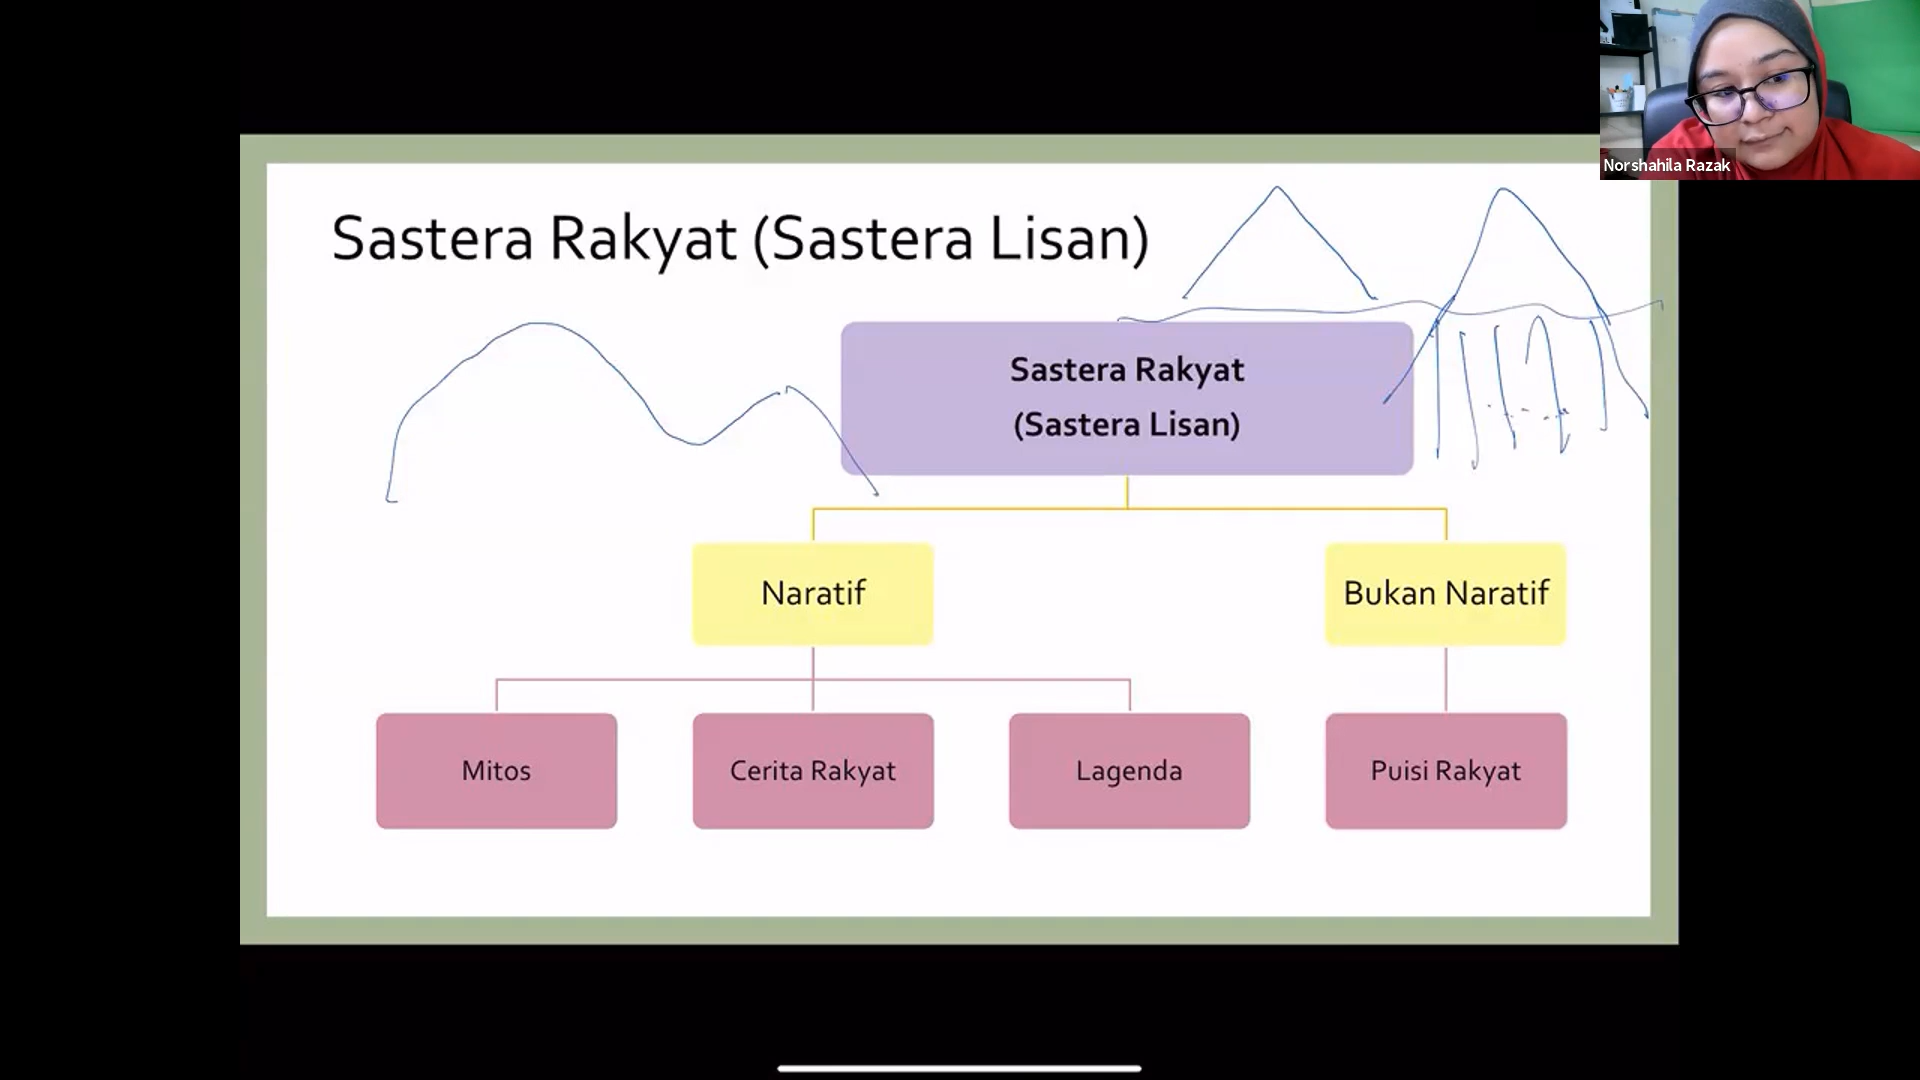 Norshahila Razak
Sastera Rakyat (Sastera Lisan)
Sastera Rakyat
(Sastera Lisan)
Naratif
Bukan Naratif
Mitos
Cerita Rakyat
Lagenda
Puisi Rakyat